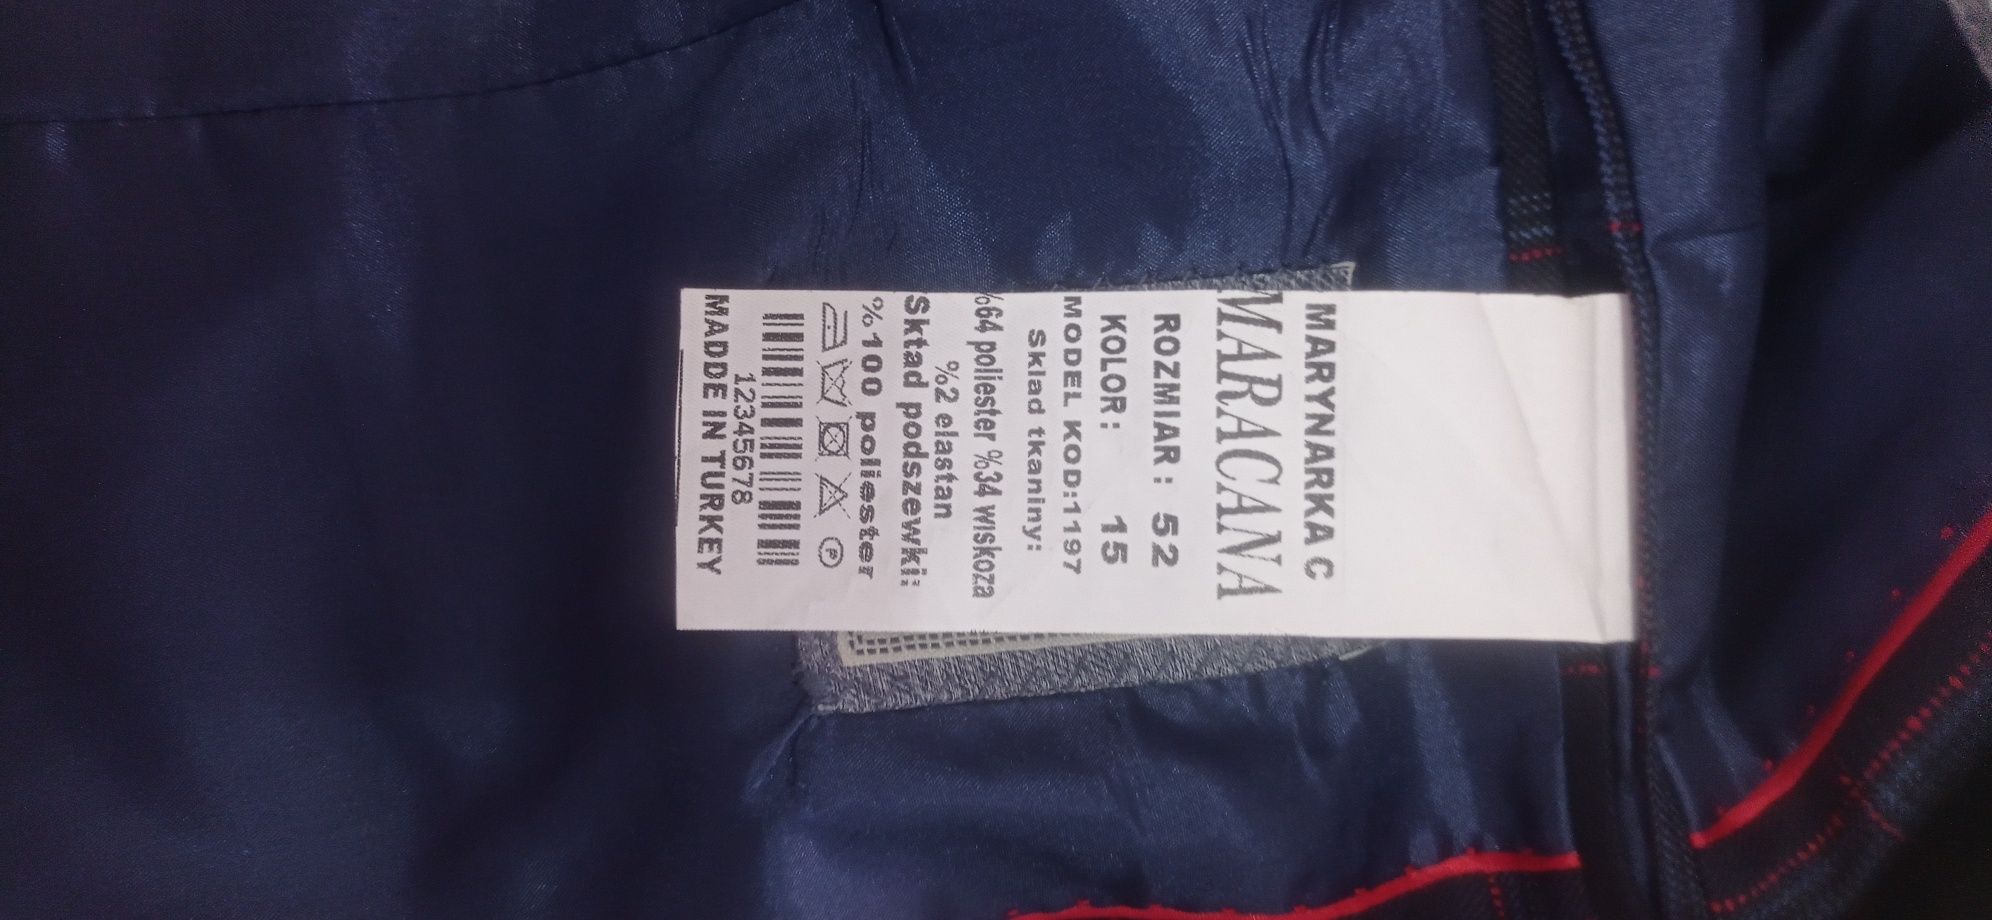 MARYNARKA C
MARACANA
ROZMIAR : 52
KOLOR : 15
MODEL KOD:1197
Sklad tkaniny:
%64 poliester %34 wiskoza
%2 elastan
Skład podszewki:
%100 poliester
P
12345678
MADDE IN TURKEY